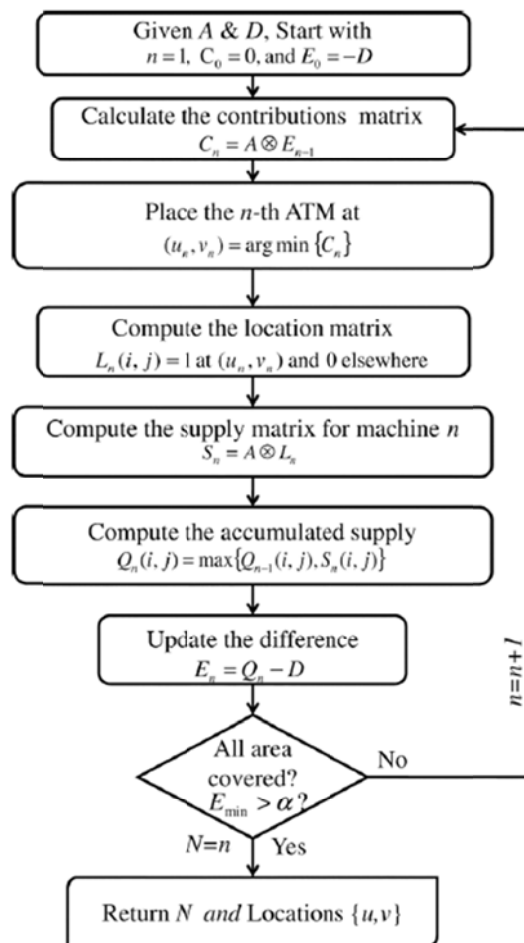 Given A & D, Start with
n = 1, C₀ = 0, and E₀ = −D
Calculate the contributions matrix
Cₙ = A ⊗ Eₙ₋₁
Place the n-th ATM at
(uₙ, vₙ) = arg min {Cₙ}
Compute the location matrix
Lₙ(i, j) = 1 at (uₙ, vₙ) and 0 elsewhere
Compute the supply matrix for machine n
Sₙ = A ⊗ Lₙ
Compute the accumulated supply
Qₙ(i, j) = max{Qₙ₋₁(i, j), Sₙ(i, j)}
Update the difference
Eₙ = Qₙ − D
n=n+1
All area
covered?
E_min > α ?
No
N=n
Yes
Return N and Locations {u,v}